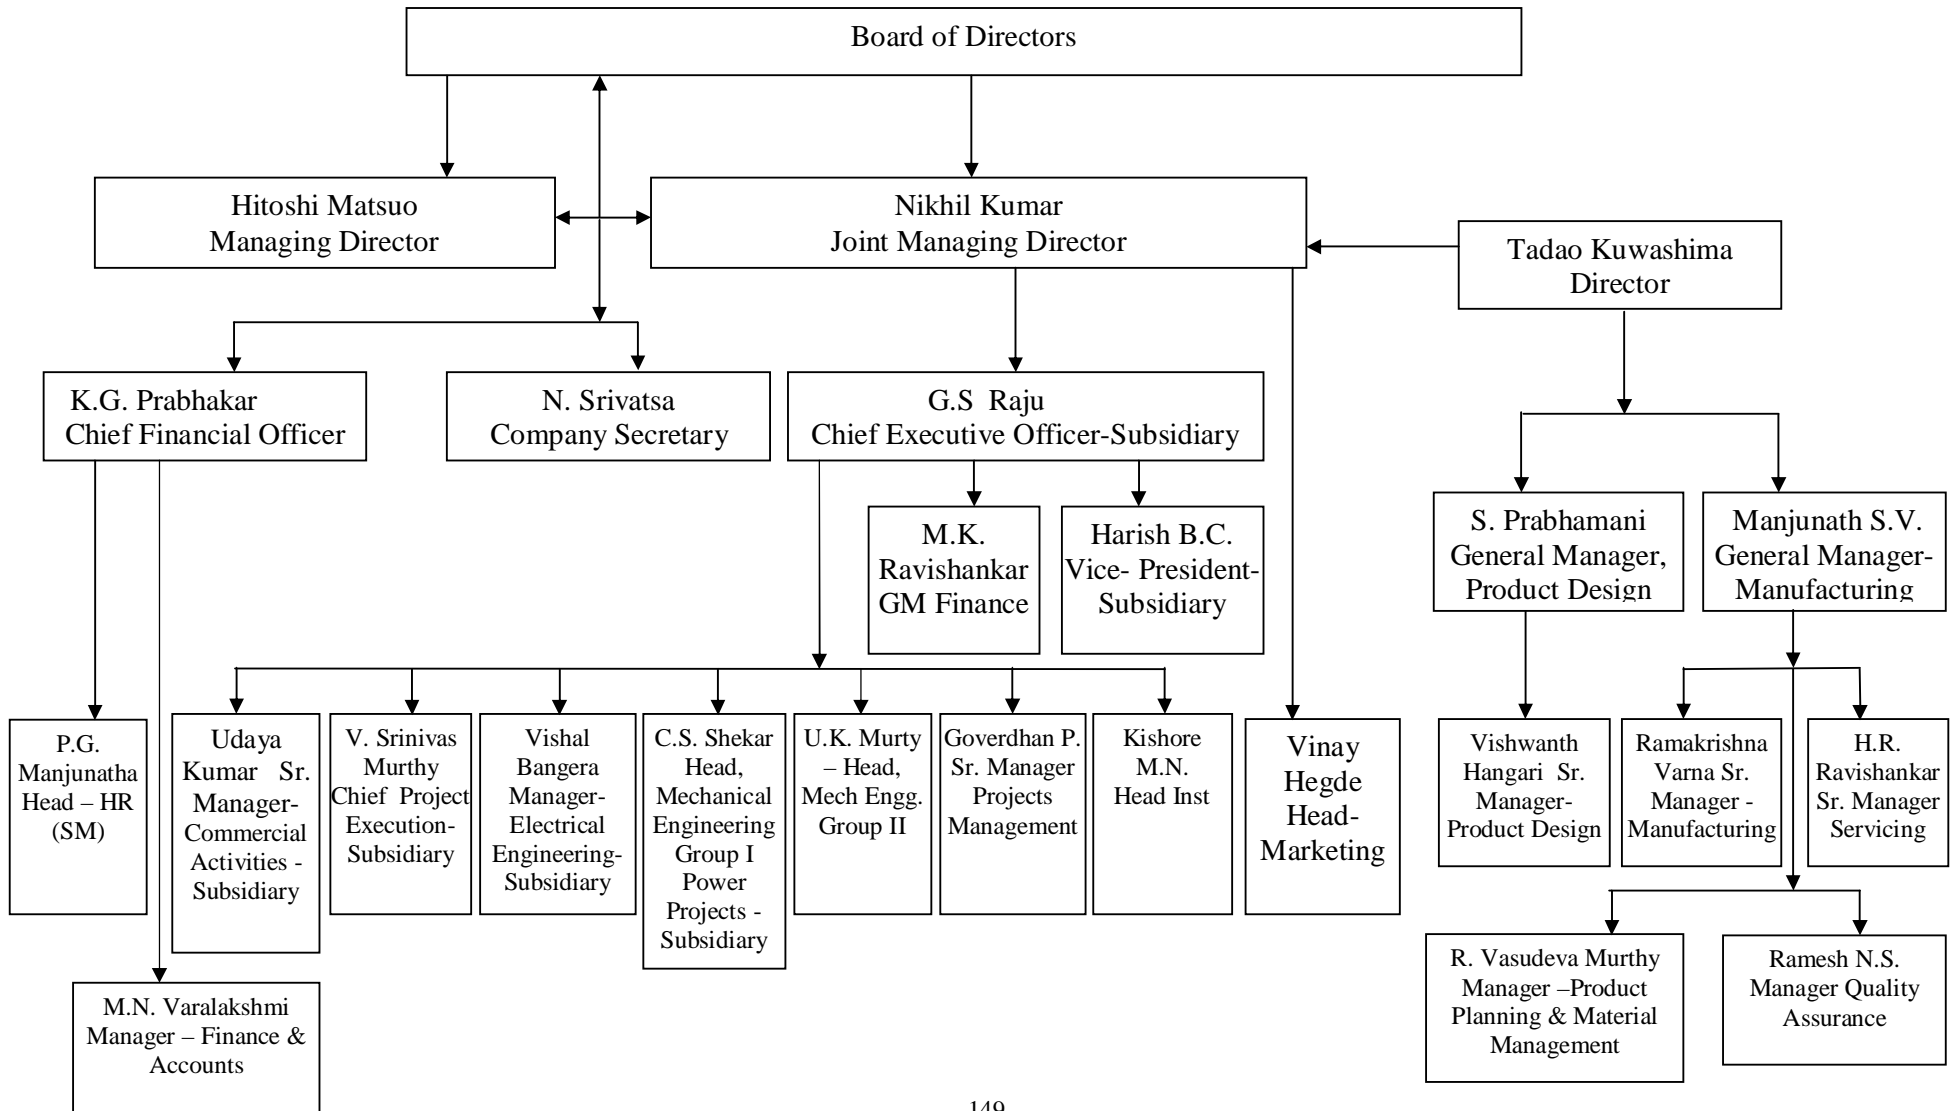 Board of Directors
Hitoshi Matsuo
Managing Director
Nikhil Kumar
Joint Managing Director
Tadao Kuwashima
Director
K.G. Prabhakar
Chief Financial Officer
N. Srivatsa
Company Secretary
G.S Raju
Chief Executive Officer-Subsidiary
M.K.
Ravishankar
GM Finance
Harish B.C.
Vice- President-
Subsidiary
S. Prabhamani
General Manager,
Product Design
Manjunath S.V.
General Manager-
Manufacturing
P.G.
Manjunatha
Head – HR
(SM)
Udaya
Kumar Sr.
Manager-
Commercial
Activities -
Subsidiary
V. Srinivas
Murthy
Chief Project
Execution-
Subsidiary
Vishal
Bangera
Manager-
Electrical
Engineering-
Subsidiary
C.S. Shekar
Head,
Mechanical
Engineering
Group I
Power
Projects -
Subsidiary
U.K. Murty
– Head,
Mech Engg.
Group II
Goverdhan P.
Sr. Manager
Projects
Management
Kishore
M.N.
Head Inst
Vinay
Hegde
Head-
Marketing
Vishwanth
Hangari Sr.
Manager-
Product Design
Ramakrishna
Varna Sr.
Manager -
Manufacturing
H.R.
Ravishankar
Sr. Manager
Servicing
M.N. Varalakshmi
Manager – Finance &
Accounts
R. Vasudeva Murthy
Manager –Product
Planning & Material
Management
Ramesh N.S.
Manager Quality
Assurance
149